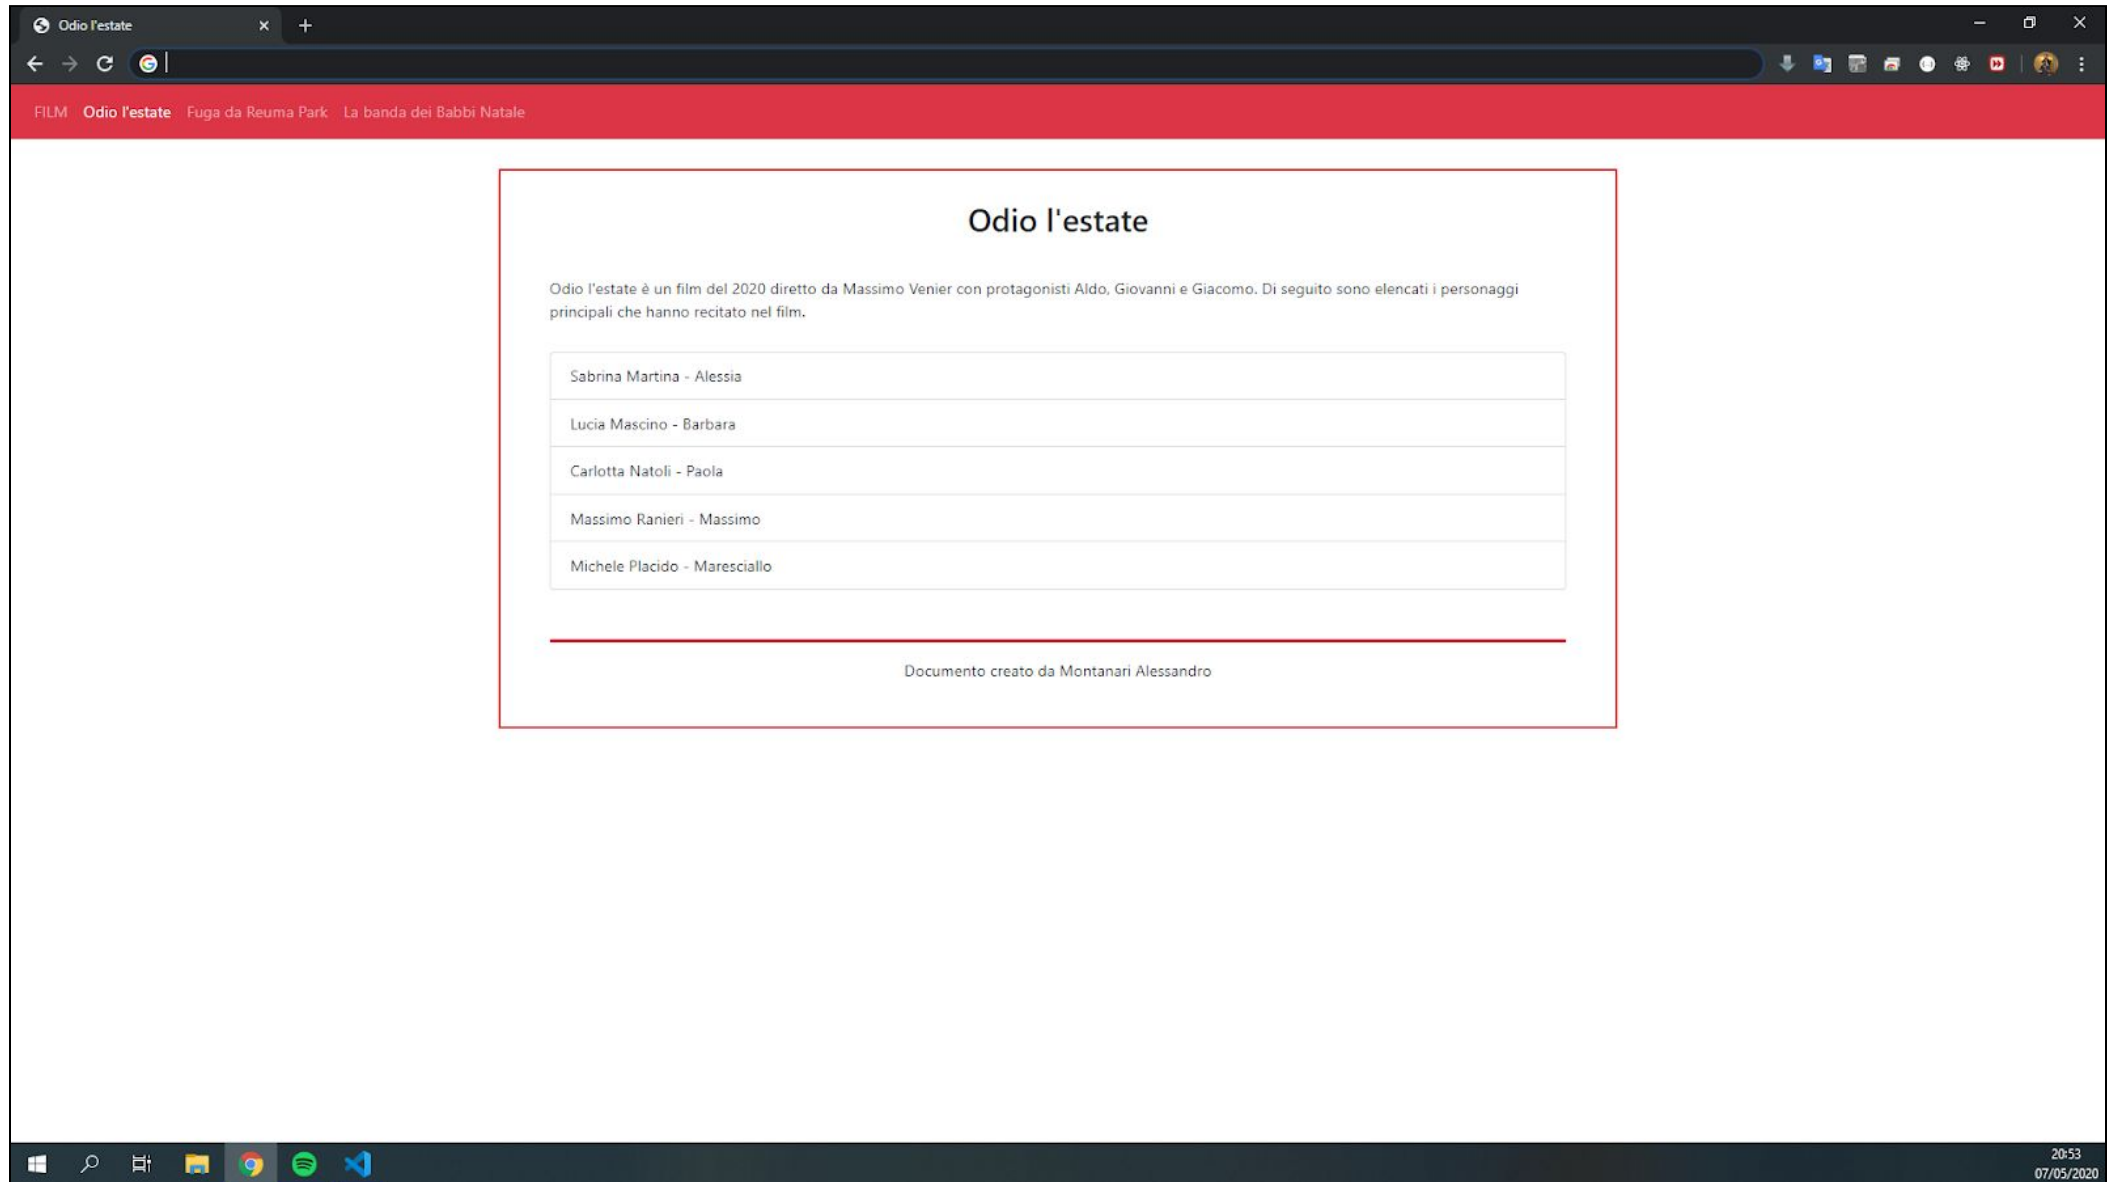 Odio l'estate
FILM Odio l'estate Fuga da Reuma Park La banda dei Babbi Natale
Odio l'estate
Odio l'estate è un film del 2020 diretto da Massimo Venier con protagonisti Aldo, Giovanni e Giacomo. Di seguito sono elencati i personaggi
principali che hanno recitato nel film.
Sabrina Martina - Alessia
Lucia Mascino - Barbara
Carlotta Natoli - Paola
Massimo Ranieri - Massimo
Michele Placido - Maresciallo
Documento creato da Montanari Alessandro
20:53
07/05/2020